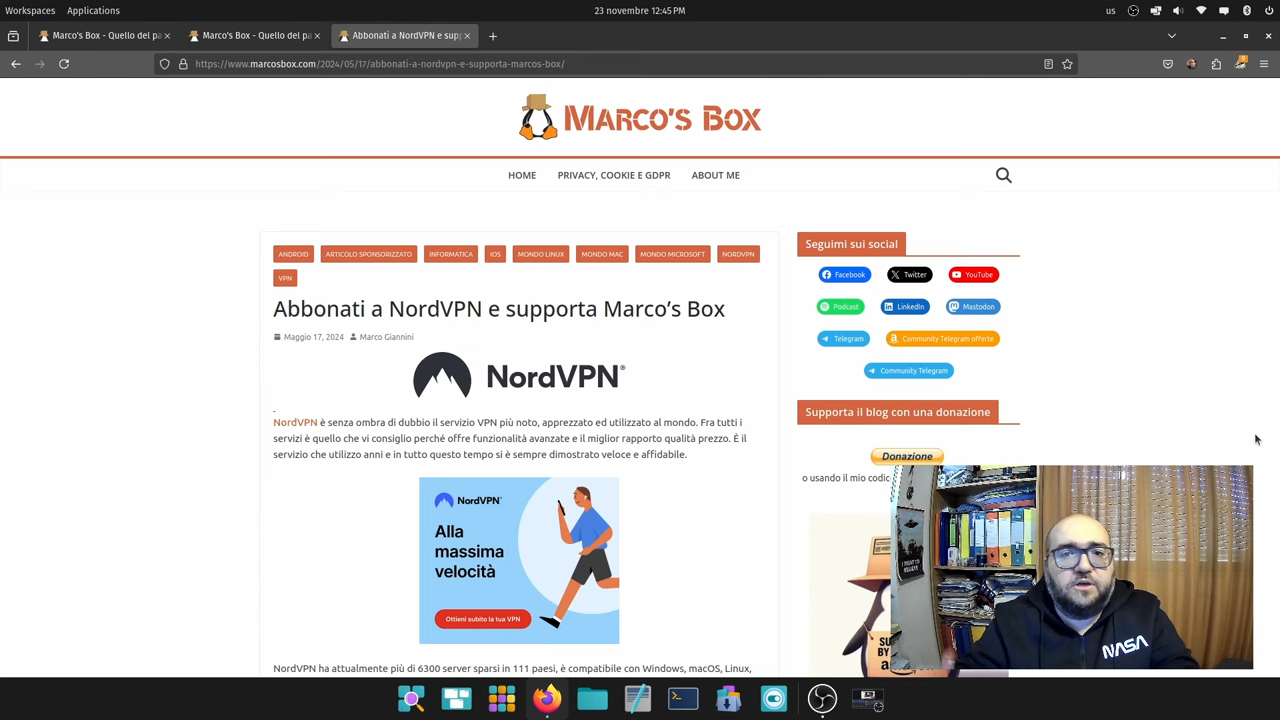 Workspaces Applications 23 novembre 12:45 PM us
Marco's Box - Quello del pa Marco's Box - Quello del pa Abbonati a NordVPN e supp
https://www.marcosbox.com/2024/05/17/abbonati-a-nordvpn-e-supporta-marcos-box/
MARCO'S BOX
HOME PRIVACY, COOKIE E GDPR ABOUT ME
ANDROID ARTICOLO SPONSORIZZATO INFORMATICA IOS MONDO LINUX MONDO MAC MONDO MICROSOFT NORDVPN
VPN
Abbonati a NordVPN e supporta Marco's Box
Maggio 17, 2024 Marco Giannini
NordVPN®
NordVPN è senza ombra di dubbio il servizio VPN più noto, apprezzato ed utilizzato al mondo. Fra tutti i
servizi è quello che vi consiglio perché offre funzionalità avanzate e il miglior rapporto qualità prezzo. È il
servizio che utilizzo anni e in tutto questo tempo si è sempre dimostrato veloce e affidabile.
NordVPN
Alla
massima
velocità
Ottieni subito la tua VPN
NordVPN ha attualmente più di 6300 server sparsi in 111 paesi, è compatibile con Windows, macOS, Linux,
Seguimi sui social
Facebook Twitter YouTube
Podcast LinkedIn Mastodon
Telegram Community Telegram offerte
Community Telegram
Supporta il blog con una donazione
Donazione
o usando il mio codic
SU
BY
a
I WANT TO
BELIEVE
NASA